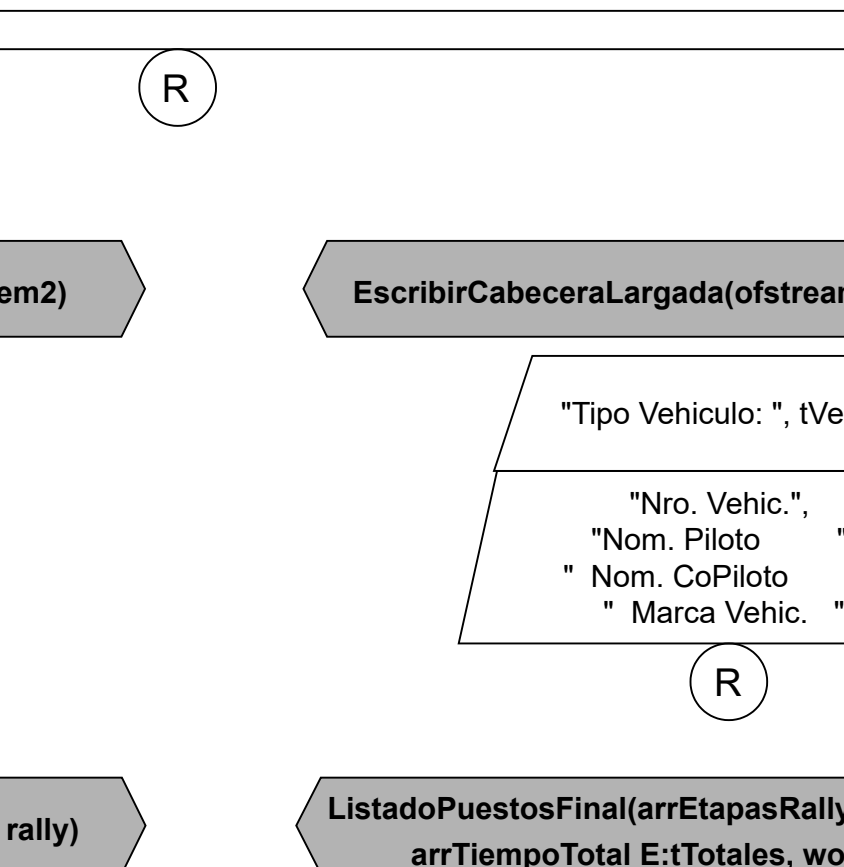 R
em2)
EscribirCabeceraLargada(ofstream
"Tipo Vehiculo: ", tVe
"Nro. Vehic.",
"Nom. Piloto "
" Nom. CoPiloto
" Marca Vehic. "
R
rally)
ListadoPuestosFinal(arrEtapasRally
arrTiempoTotal E:tTotales, wo